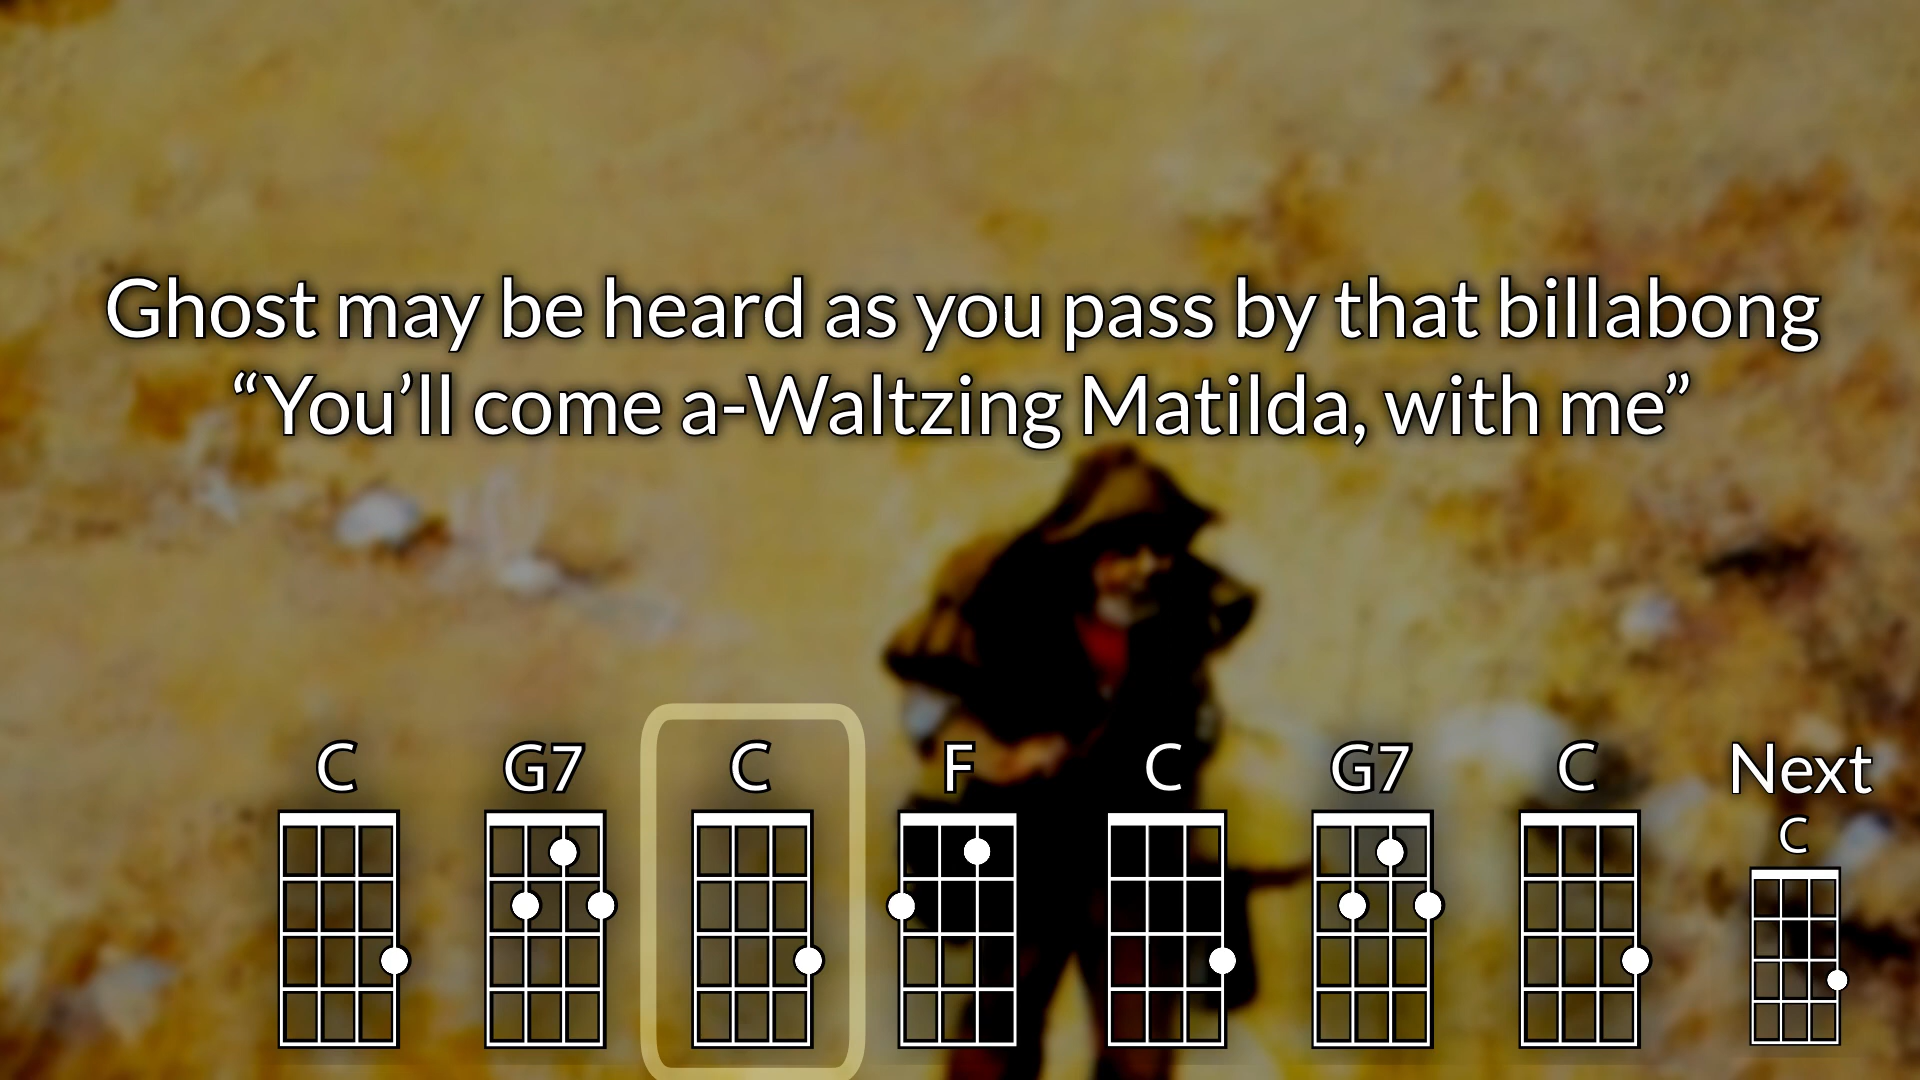 Ghost may be heard as you pass by that billabong
“You’ll come a-Waltzing Matilda, with me”
C G7 C F C G7 C Next
C